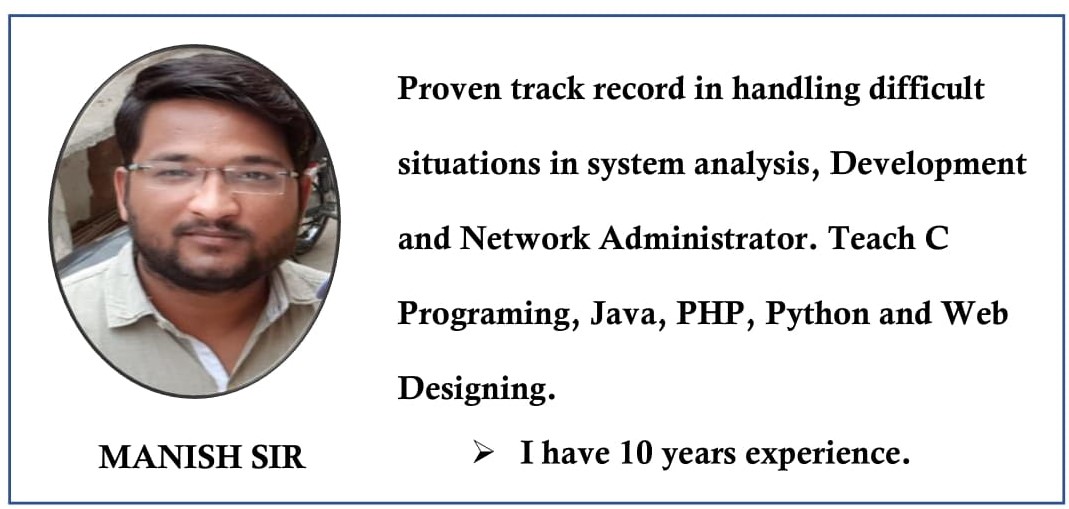 Proven track record in handling difficult
situations in system analysis, Development
and Network Administrator. Teach C
Programing, Java, PHP, Python and Web
Designing.
➢ I have 10 years experience.
MANISH SIR